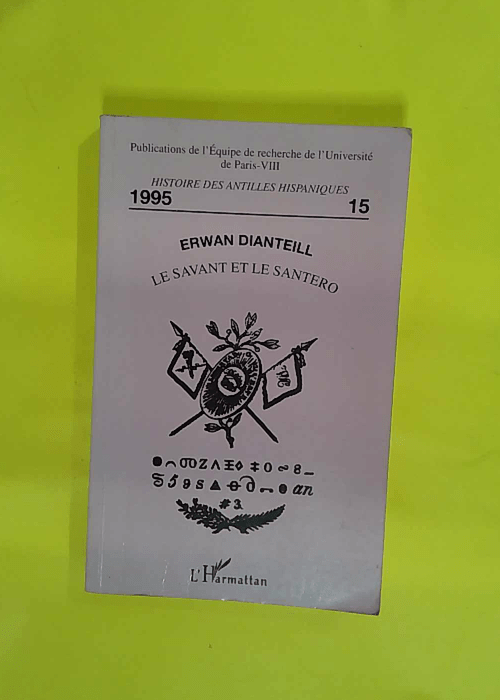 Publications de l'Équipe de recherche de l'Université
de Paris-VIII
HISTOIRE DES ANTILLES HISPANIQUES
1995 15
ERWAN DIANTEILL
LE SAVANT ET LE SANTERO
#3
L'Harmattan